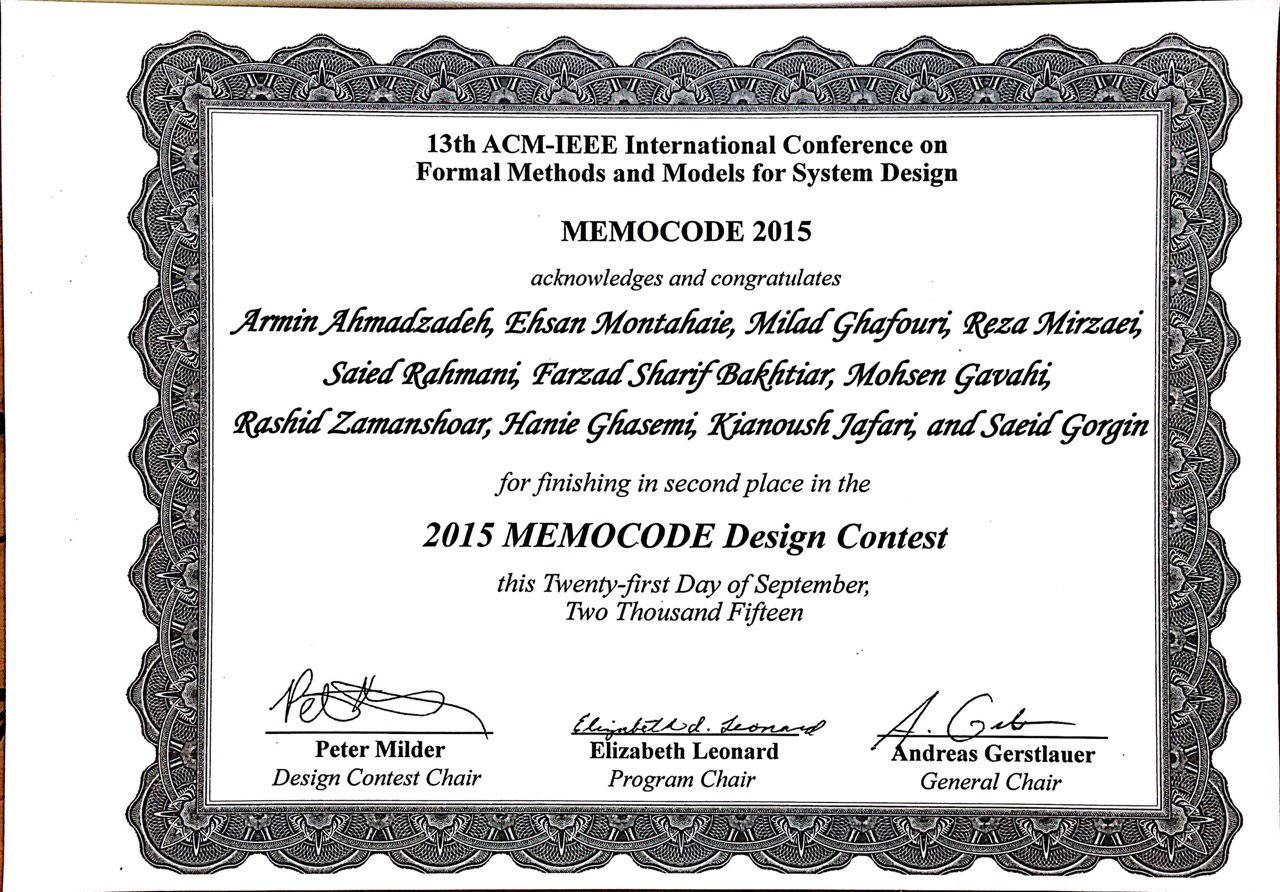 13th ACM-IEEE International Conference on
Formal Methods and Models for System Design
MEMOCODE 2015
acknowledges and congratulates
Armin Ahmadzadeh, Ehsan Montahaie, Milad Ghafouri, Reza Mirzaei,
Saied Rahmani, Farzad Sharif Bakhtiar, Mohsen Gavahi,
Rashid Zamanshoar, Hanie Ghasemi, Kianoush Jafari, and Saeid Gorgin
for finishing in second place in the
2015 MEMOCODE Design Contest
this Twenty-first Day of September,
Two Thousand Fifteen
Elizabeth d. Leonard
A. Ge
Peter Milder
Elizabeth Leonard
Andreas Gerstlauer
Design Contest Chair
Program Chair
General Chair